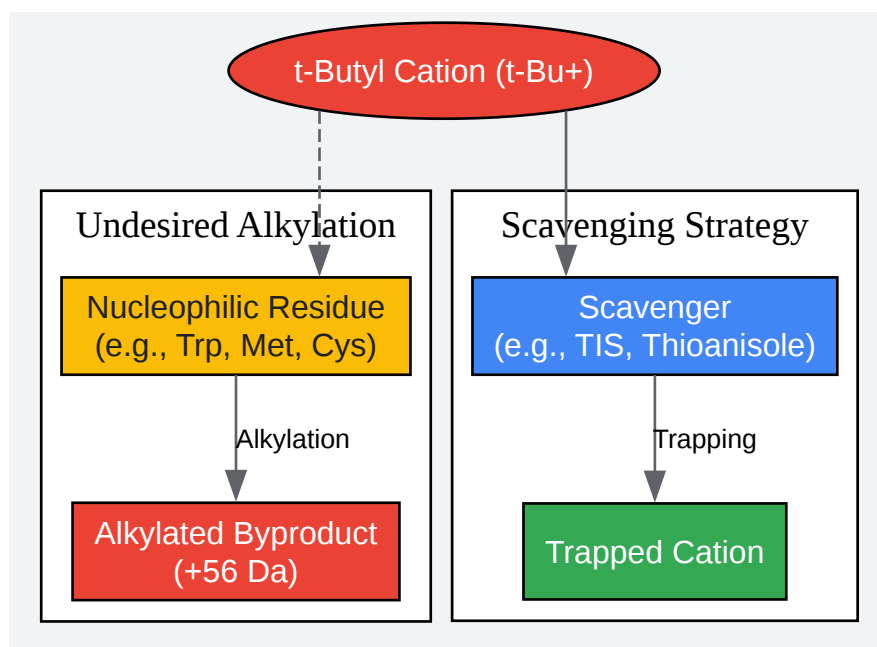 t-Butyl Cation (t-Bu+)
Undesired Alkylation
Nucleophilic Residue
(e.g., Trp, Met, Cys)
Alkylation
Alkylated Byproduct
(+56 Da)
Scavenging Strategy
Scavenger
(e.g., TIS, Thioanisole)
Trapping
Trapped Cation